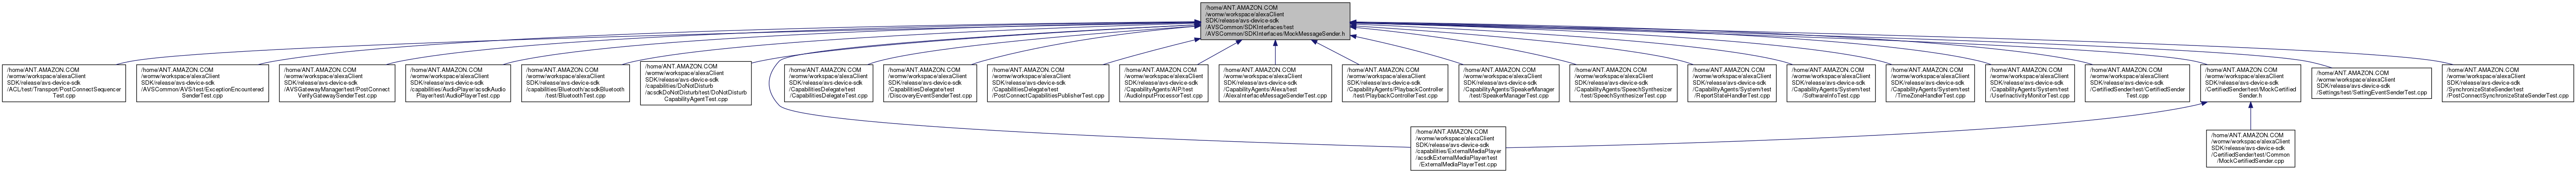 /home/ANT.AMAZON.COM
/womw/workspace/alexaClient
SDK/release/avs-device-sdk
/AVSCommon/SDKInterfaces/test
/AVSCommon/SDKInterfaces/MockMessageSender.h
/home/ANT.AMAZON.COM
/womw/workspace/alexaClient
SDK/release/avs-device-sdk
/ACL/test/Transport/PostConnectSequencer
Test.cpp
/home/ANT.AMAZON.COM
/womw/workspace/alexaClient
SDK/release/avs-device-sdk
/AVSCommon/AVS/test/ExceptionEncountered
SenderTest.cpp
/home/ANT.AMAZON.COM
/womw/workspace/alexaClient
SDK/release/avs-device-sdk
/AVSGatewayManager/test/PostConnect
VerifyGatewaySenderTest.cpp
/home/ANT.AMAZON.COM
/womw/workspace/alexaClient
SDK/release/avs-device-sdk
/capabilities/AudioPlayer/acsdkAudio
Player/test/AudioPlayerTest.cpp
/home/ANT.AMAZON.COM
/womw/workspace/alexaClient
SDK/release/avs-device-sdk
/capabilities/Bluetooth/acsdkBluetooth
/test/BluetoothTest.cpp
/home/ANT.AMAZON.COM
/womw/workspace/alexaClient
SDK/release/avs-device-sdk
/capabilities/DoNotDisturb
/acsdkDoNotDisturb/test/DoNotDisturb
CapabilityAgentTest.cpp
/home/ANT.AMAZON.COM
/womw/workspace/alexaClient
SDK/release/avs-device-sdk
/CapabilitiesDelegate/test
/CapabilitiesDelegateTest.cpp
/home/ANT.AMAZON.COM
/womw/workspace/alexaClient
SDK/release/avs-device-sdk
/CapabilitiesDelegate/test
/DiscoveryEventSenderTest.cpp
/home/ANT.AMAZON.COM
/womw/workspace/alexaClient
SDK/release/avs-device-sdk
/CapabilitiesDelegate/test
/PostConnectCapabilitiesPublisherTest.cpp
/home/ANT.AMAZON.COM
/womw/workspace/alexaClient
SDK/release/avs-device-sdk
/CapabilityAgents/AIP/test
/AudioInputProcessorTest.cpp
/home/ANT.AMAZON.COM
/womw/workspace/alexaClient
SDK/release/avs-device-sdk
/CapabilityAgents/Alexa/test
/AlexaInterfaceMessageSenderTest.cpp
/home/ANT.AMAZON.COM
/womw/workspace/alexaClient
SDK/release/avs-device-sdk
/CapabilityAgents/PlaybackController
/test/PlaybackControllerTest.cpp
/home/ANT.AMAZON.COM
/womw/workspace/alexaClient
SDK/release/avs-device-sdk
/CapabilityAgents/SpeakerManager
/test/SpeakerManagerTest.cpp
/home/ANT.AMAZON.COM
/womw/workspace/alexaClient
SDK/release/avs-device-sdk
/CapabilityAgents/SpeechSynthesizer
/test/SpeechSynthesizerTest.cpp
/home/ANT.AMAZON.COM
/womw/workspace/alexaClient
SDK/release/avs-device-sdk
/CapabilityAgents/System/test
/ReportStateHandlerTest.cpp
/home/ANT.AMAZON.COM
/womw/workspace/alexaClient
SDK/release/avs-device-sdk
/CapabilityAgents/System/test
/SoftwareInfoTest.cpp
/home/ANT.AMAZON.COM
/womw/workspace/alexaClient
SDK/release/avs-device-sdk
/CapabilityAgents/System/test
/TimeZoneHandlerTest.cpp
/home/ANT.AMAZON.COM
/womw/workspace/alexaClient
SDK/release/avs-device-sdk
/CapabilityAgents/System/test
/UserInactivityMonitorTest.cpp
/home/ANT.AMAZON.COM
/womw/workspace/alexaClient
SDK/release/avs-device-sdk
/CertifiedSender/test/CertifiedSender
Test.cpp
/home/ANT.AMAZON.COM
/womw/workspace/alexaClient
SDK/release/avs-device-sdk
/CertifiedSender/test/MockCertified
Sender.h
/home/ANT.AMAZON.COM
/womw/workspace/alexaClient
SDK/release/avs-device-sdk
/Settings/test/SettingEventSenderTest.cpp
/home/ANT.AMAZON.COM
/womw/workspace/alexaClient
SDK/release/avs-device-sdk
/SynchronizeStateSender/test
/PostConnectSynchronizeStateSenderTest.cpp
/home/ANT.AMAZON.COM
/womw/workspace/alexaClient
SDK/release/avs-device-sdk
/capabilities/ExternalMediaPlayer
/acsdkExternalMediaPlayer/test
/ExternalMediaPlayerTest.cpp
/home/ANT.AMAZON.COM
/womw/workspace/alexaClient
SDK/release/avs-device-sdk
/CertifiedSender/test/Common
/MockCertifiedSender.cpp